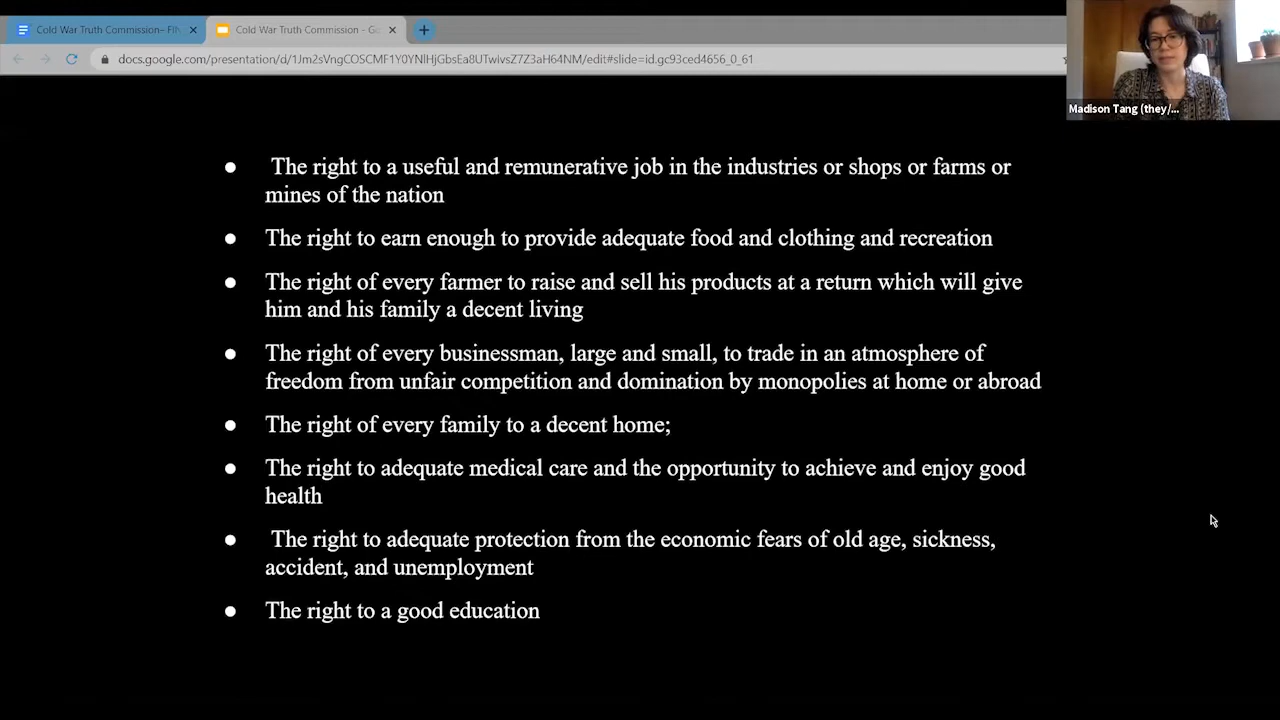 Cold War Truth Commission– FIN
Cold War Truth Commission - Go
docs.google.com/presentation/d/1Jm2sVngCOSCMF1Y0YNlHjGbsEa8UTwivsZ7Z3aH64NM/edit#slide=id.gc93ced4656_0_61
Madison Tang (they/...
● The right to a useful and remunerative job in the industries or shops or farms or
mines of the nation
● The right to earn enough to provide adequate food and clothing and recreation
● The right of every farmer to raise and sell his products at a return which will give
him and his family a decent living
● The right of every businessman, large and small, to trade in an atmosphere of
freedom from unfair competition and domination by monopolies at home or abroad
● The right of every family to a decent home;
● The right to adequate medical care and the opportunity to achieve and enjoy good
health
● The right to adequate protection from the economic fears of old age, sickness,
accident, and unemployment
● The right to a good education